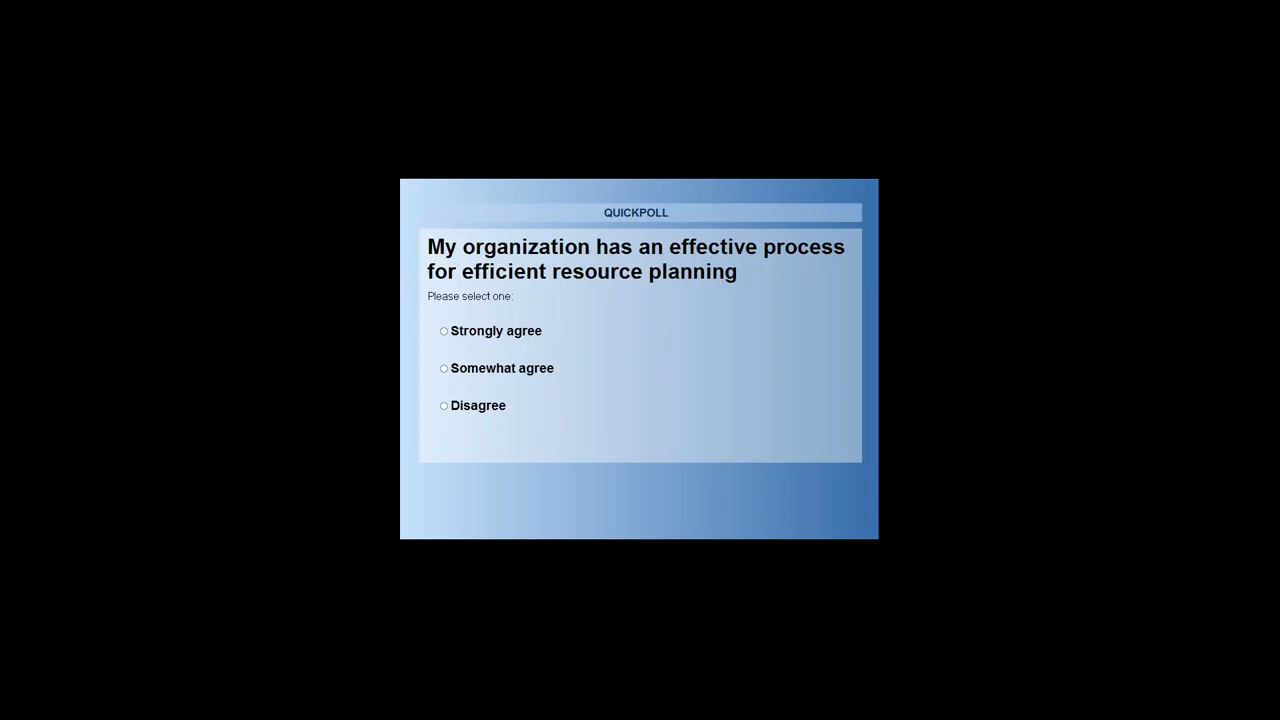 QUICKPOLL
My organization has an effective process
for efficient resource planning
Please select one:
Strongly agree
Somewhat agree
Disagree